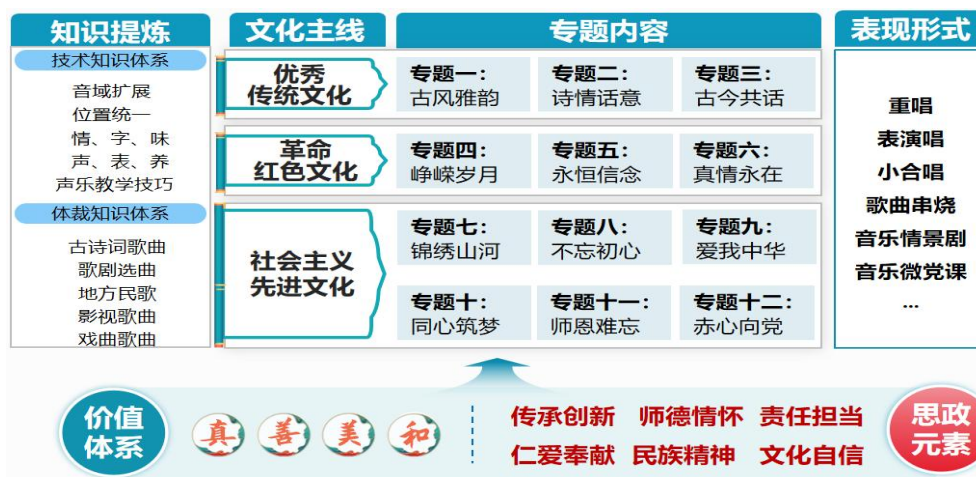 知识提炼
技术知识体系
音域扩展
位置统一
情、字、味
声、表、养
声乐教学技巧
体裁知识体系
古诗词歌曲
歌剧选曲
地方民歌
影视歌曲
戏曲歌曲
文化主线
优秀
传统文化
革命
红色文化
社会主义
先进文化
专题内容
专题一：
古风雅韵
专题二：
诗情话意
专题三：
古今共话
专题四：
峥嵘岁月
专题五：
永恒信念
专题六：
真情永在
专题七：
锦绣山河
专题八：
不忘初心
专题九：
爱我中华
专题十：
同心筑梦
专题十一：
师恩难忘
专题十二：
赤心向党
表现形式
重唱
表演唱
小合唱
歌曲串烧
音乐情景剧
音乐微党课
...
价值
体系
真 善 美 和
传承创新 师德情怀 责任担当
仁爱奉献 民族精神 文化自信
思政
元素